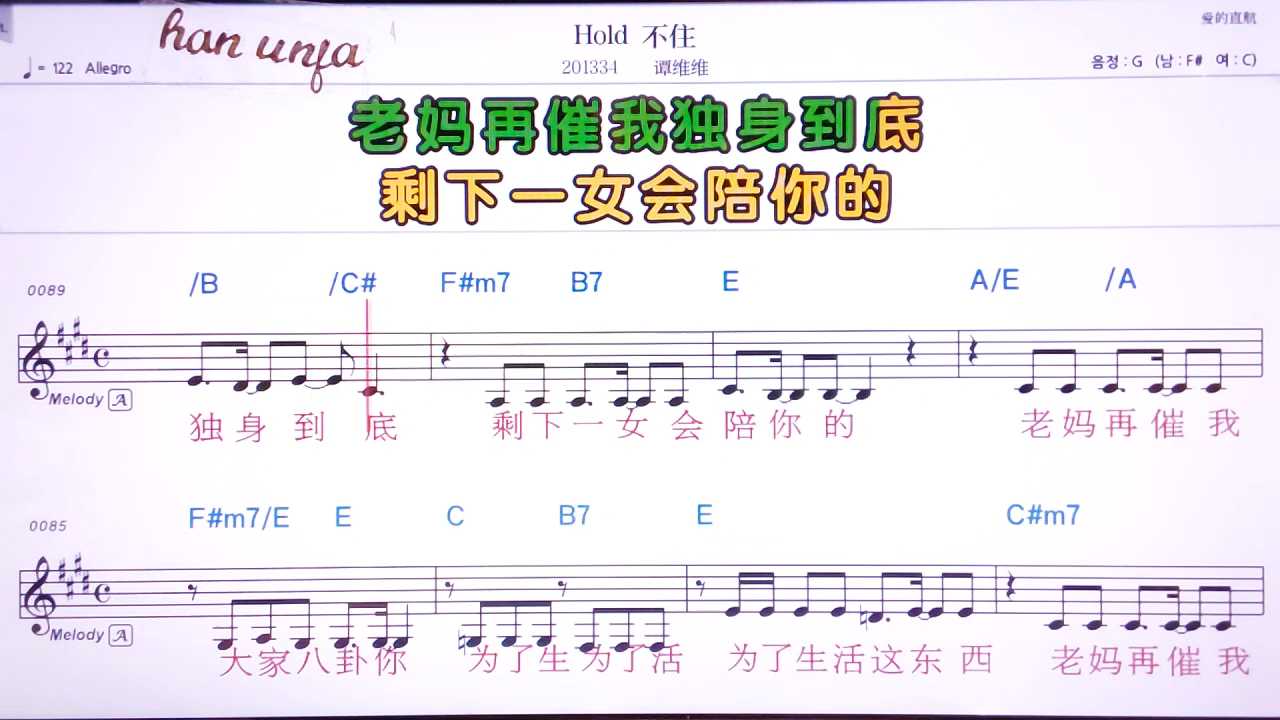 han unfa
Hold 不住
爱的直航
♩= 122 Allegro
201334 谭维维
음정 : G (남 : F# 여 : C)
老妈再催我独身到底
剩下一女会陪你的
0089 /B /C# F#m7 B7 E A/E /A
Melody A
独身到底 剩下一女会陪你的 老妈再催我
0085 F#m7/E E C B7 E C#m7
Melody A
大家八卦你 为了生为了活 为了生活这东西 老妈再催我